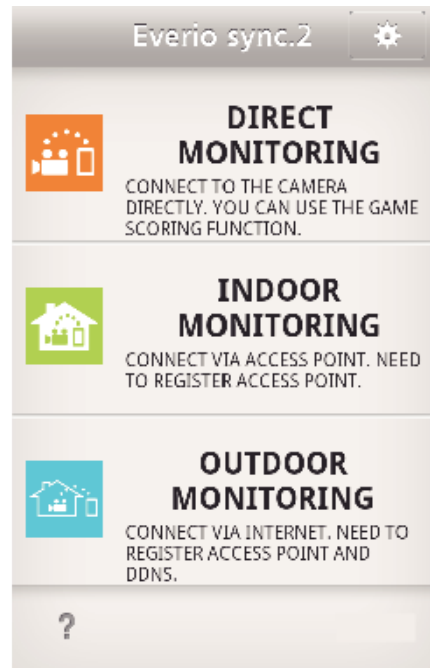 Everio sync.2
DIRECT
MONITORING
CONNECT TO THE CAMERA
DIRECTLY. YOU CAN USE THE GAME
SCORING FUNCTION.
INDOOR
MONITORING
CONNECT VIA ACCESS POINT. NEED
TO REGISTER ACCESS POINT.
OUTDOOR
MONITORING
CONNECT VIA INTERNET. NEED TO
REGISTER ACCESS POINT AND
DDNS.
?